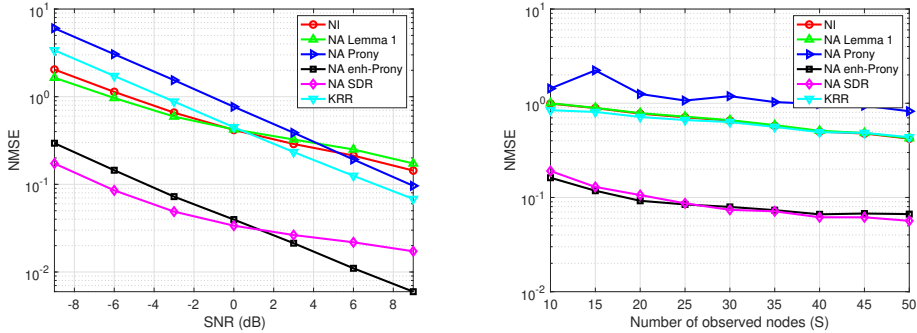 10^1
10^0
10^-1
10^-2
NMSE
-8 -6 -4 -2 0 2 4 6 8
SNR (dB)
NI
NA Lemma 1
NA Prony
NA enh-Prony
NA SDR
KRR
10^1
10^0
10^-1
10^-2
NMSE
10 15 20 25 30 35 40 45 50
Number of observed nodes (S)
NI
NA Lemma 1
NA Prony
NA enh-Prony
NA SDR
KRR